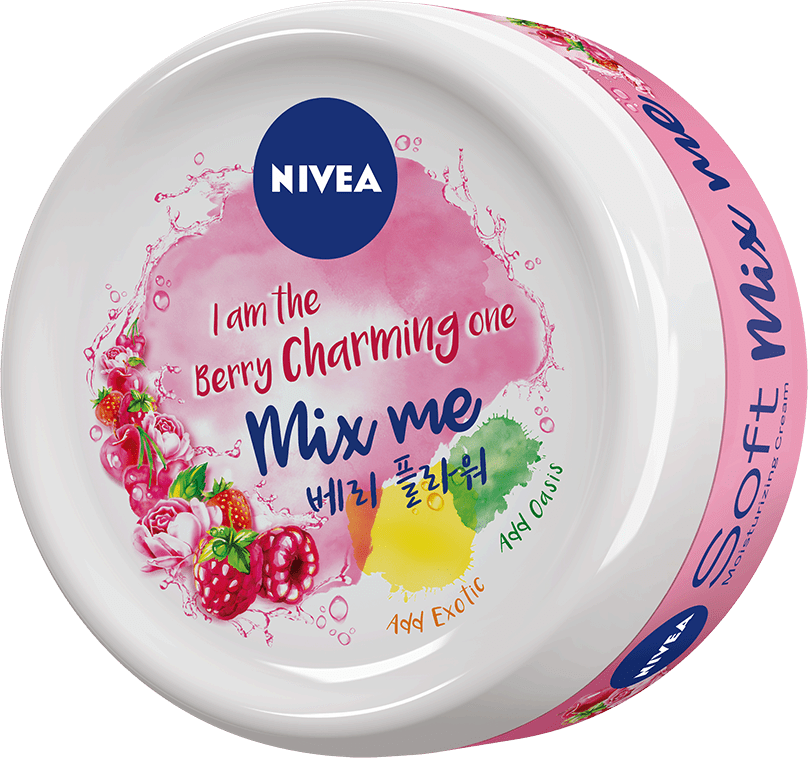 NIVEA
I am the
Berry Charming one
Mix me
베리 플라워
Add Oasis
Add Exotic
Soft Mix me
Moisturizing Cream
NIVEA